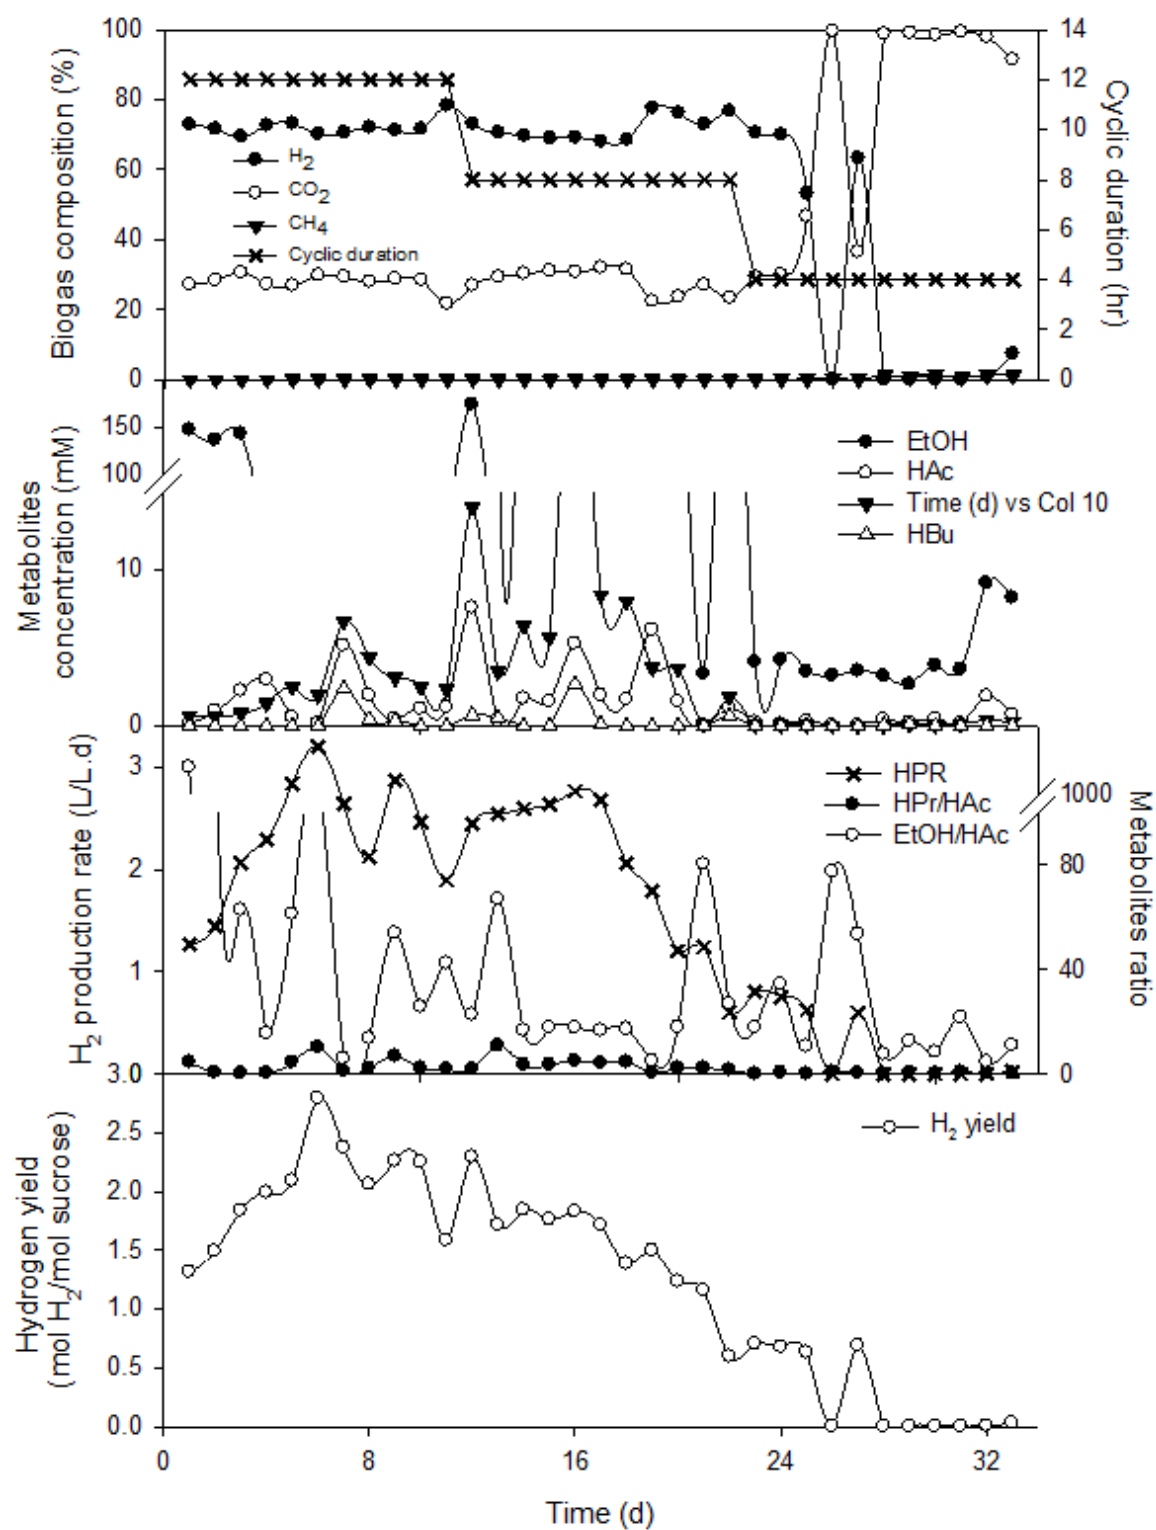 Biogas composition (%)
100
80
60
40
20
0
H2
CO2
CH4
Cyclic duration
14
12
10
8
6
4
2
0
Cyclic duration (hr)
Metabolites
concentration (mM)
150
100
10
0
EtOH
HAc
Time (d) vs Col 10
HBu
H2 production rate (L/L.d)
3
2
1
3.0
HPR
HPr/HAc
EtOH/HAc
1000
80
40
0
Metabolites ratio
Hydrogen yield
(mol H2/mol sucrose)
2.5
2.0
1.5
1.0
0.5
0.0
H2 yield
0
8
16
24
32
Time (d)